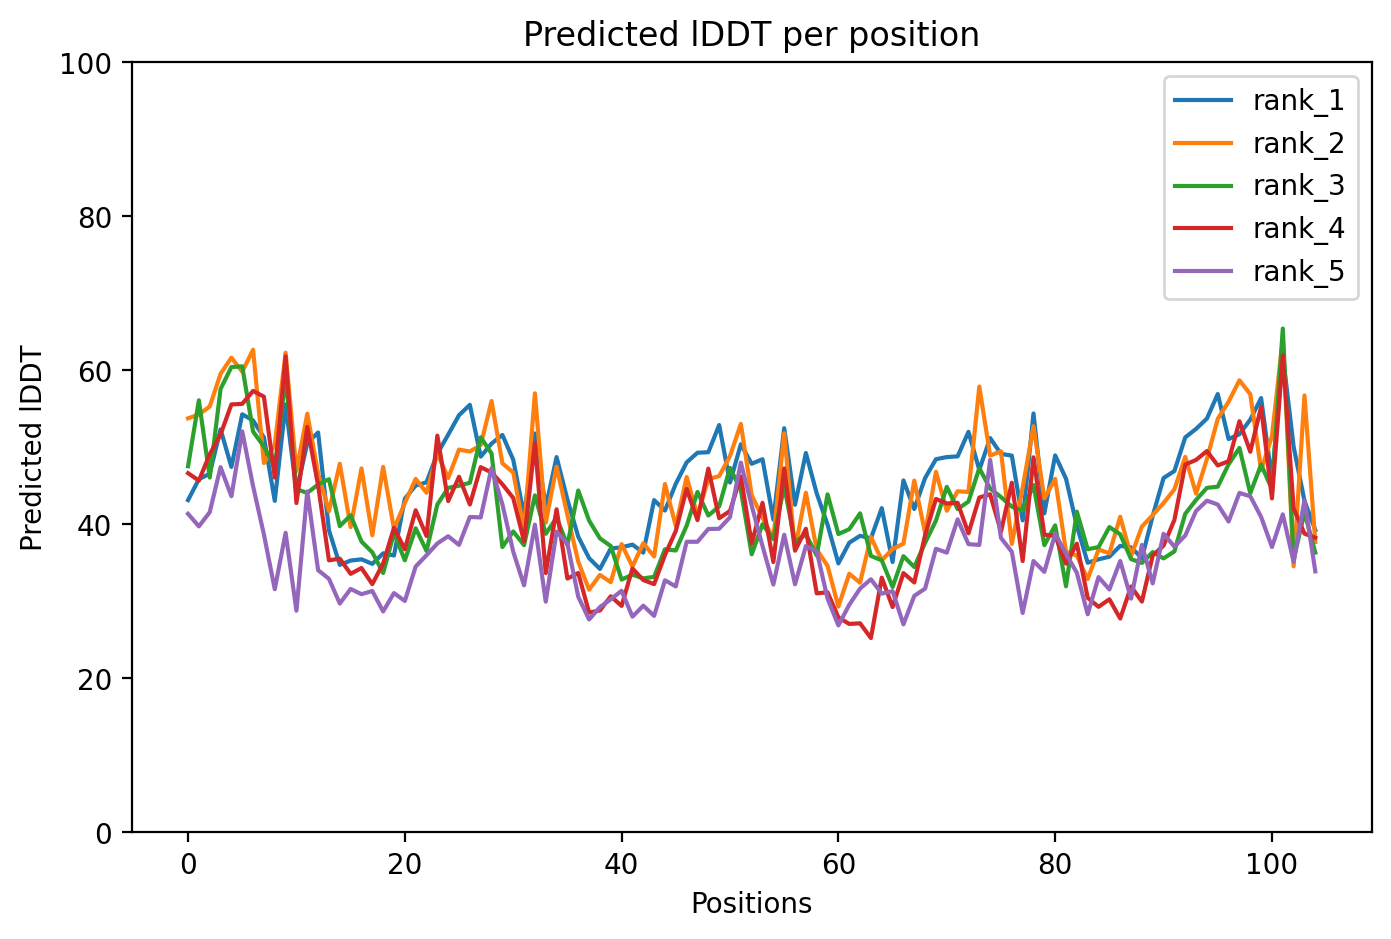 Predicted lDDT per position
100
80
60
40
20
0
Predicted lDDT
0 20 40 60 80 100
Positions
rank_1
rank_2
rank_3
rank_4
rank_5